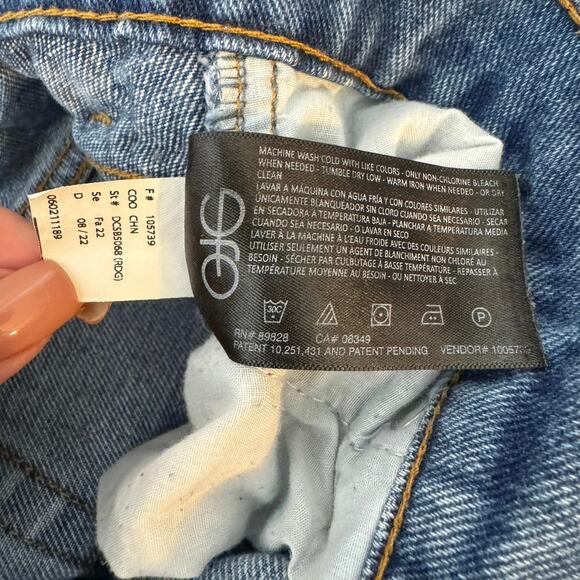 F# 105739
COO CHN
St# DCSB5068 (RDG)
Se Fa 22
D 08 / 22
050211189
MACHINE WASH COLD WITH LIKE COLORS - ONLY NON-CHLORINE BLEACH
WHEN NEEDED - TUMBLE DRY LOW - WARM IRON WHEN NEEDED - OR DRY
CLEAN
LAVAR A MÁQUINA CON AGUA FRÍA Y CON COLORES SIMILARES - UTILIZAR
ÚNICAMENTE BLANQUEADOR SIN CLORO CUANDO SEA NECESARIO - SECAR
EN SECADORA A TEMPERATURA BAJA - PLANCHAR A TEMPERATURA MEDIA
CUANDO SEA NECESARIO - O LAVAR EN SECO
LAVER À LA MACHINE À L'EAU FROIDE AVEC DES COULEURS SIMILAIRES -
UTILISER SEULEMENT UN AGENT DE BLANCHIMENT NON CHLORÉ AU
BESOIN - SÉCHER PAR CULBUTAGE À BASSE TEMPÉRATURE - REPASSER À
TEMPÉRATURE MOYENNE AU BESOIN - OU NETTOYER À SEC
30C
P
RN# 89828 CA# 08349
PATENT 10,251,431 AND PATENT PENDING VENDOR#